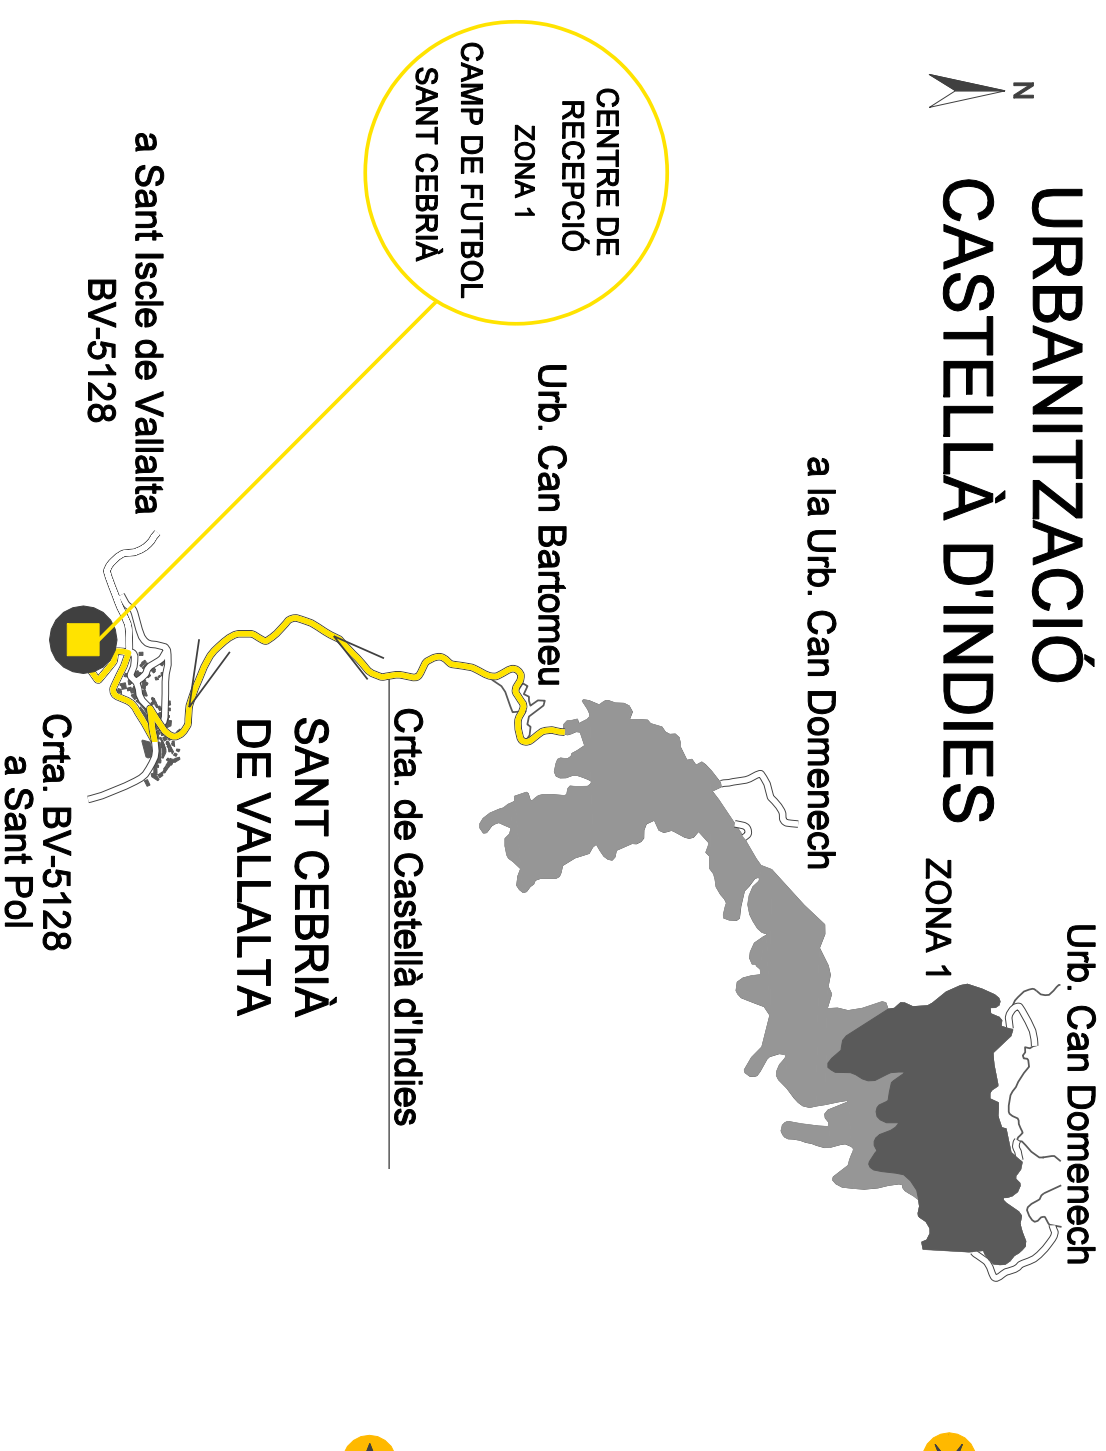 URBANITZACIÓ
CASTELLÀ D'INDIES
N
ZONA 1
Urb. Can Domenech
a la Urb. Can Domenech
CENTRE DE
RECEPCIÓ
ZONA 1
CAMP DE FUTBOL
SANT CEBRIÀ
Urb. Can Bartomeu
Crta. de Castellà d'Indies
SANT CEBRIÀ
DE VALLALTA
a Sant Iscle de Vallalta
BV-5128
Crta. BV-5128
a Sant Pol